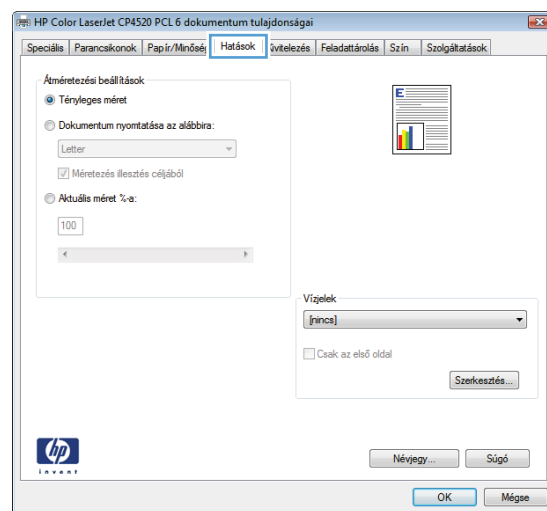 HP Color LaserJet CP4520 PCL 6 dokumentum tulajdonságai
Speciális Parancsikonok Papír/Minőség Hatások Kivitelezés Feladattárolás Szín Szolgáltatások
Átméretezési beállítások
Tényleges méret
Dokumentum nyomtatása az alábbira:
Letter
Méretezés illesztés céljából
Aktuális méret %-a:
100
E
Vízjelek
[nincs]
Csak az első oldal
Szerkesztés...
hp
invent
Névjegy... Súgó
OK Mégse